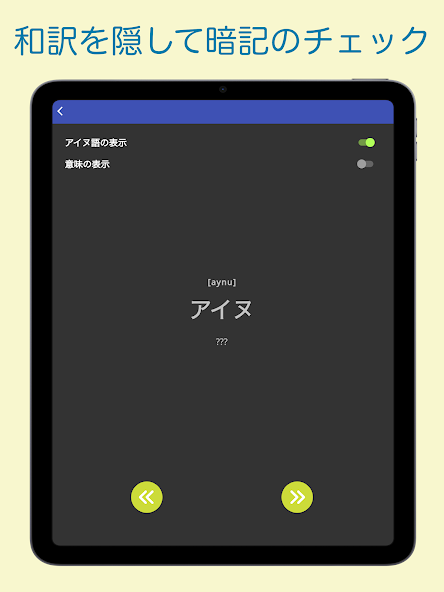 和訳を隠して暗記のチェック
アイヌ語の表示
意味の表示
[aynu]
アイヌ
???